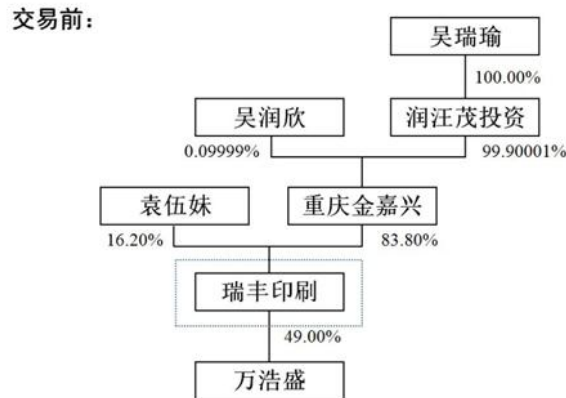 交易前：
吴瑞瑜
100.00%
吴润欣
润汪茂投资
0.09999%
99.90001%
袁伍妹
重庆金嘉兴
16.20%
83.80%
瑞丰印刷
49.00%
万浩盛